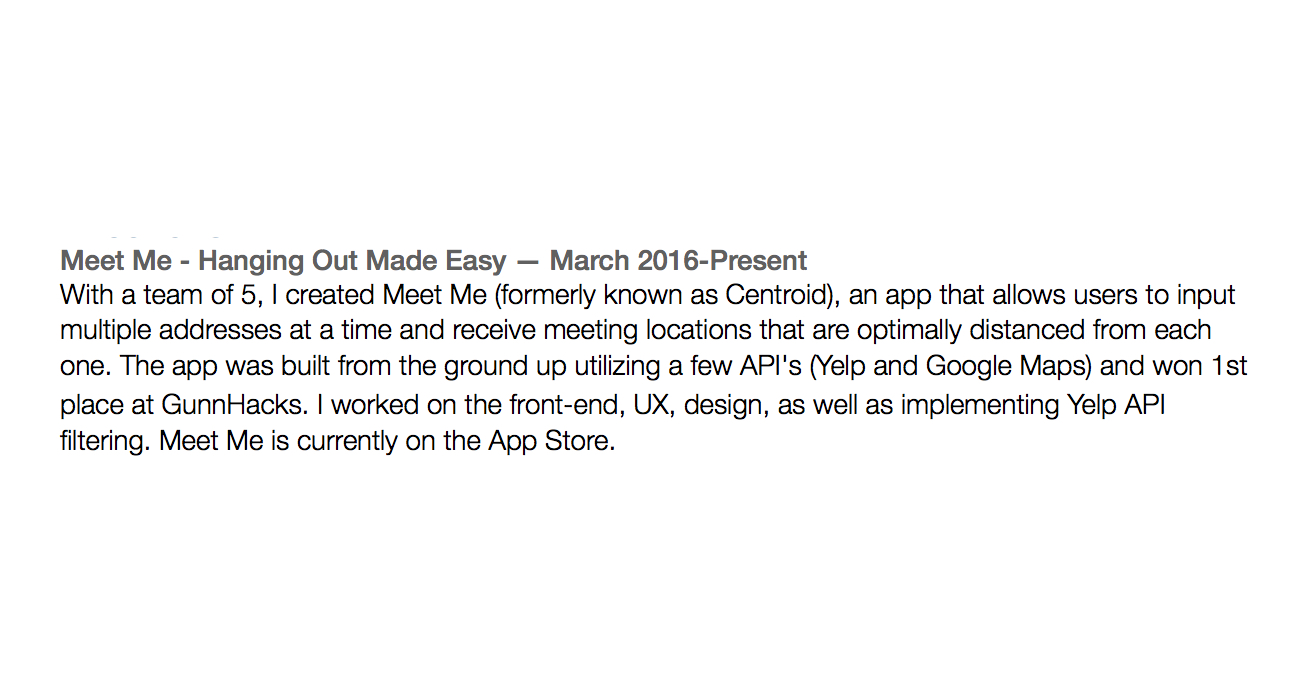 Meet Me - Hanging Out Made Easy — March 2016-Present
With a team of 5, I created Meet Me (formerly known as Centroid), an app that allows users to input
multiple addresses at a time and receive meeting locations that are optimally distanced from each
one. The app was built from the ground up utilizing a few API's (Yelp and Google Maps) and won 1st
place at GunnHacks. I worked on the front-end, UX, design, as well as implementing Yelp API
filtering. Meet Me is currently on the App Store.